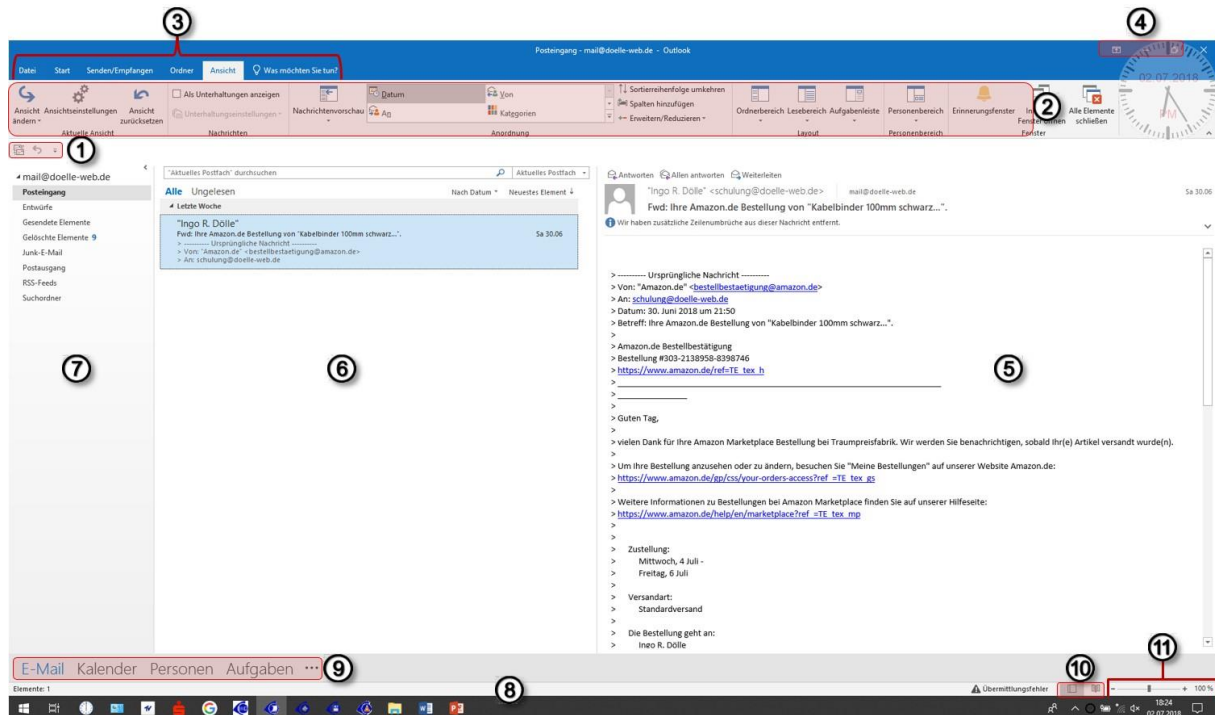 ③
④
Posteingang - mail@doelle-web.de - Outlook
Datei Start Senden/Empfangen Ordner Ansicht Was möchten Sie tun?
02.07.2018
PM
Ansicht ändern
Ansichtseinstellungen
Ansicht zurücksetzen
Aktuelle Ansicht
Als Unterhaltungen anzeigen
Unterhaltungseinstellungen
Nachrichten
Nachrichtenvorschau
Datum
An
Von
Kategorien
Anordnung
Sortierreihenfolge umkehren
Spalten hinzufügen
Erweitern/Reduzieren
Ordnerbereich Lesebereich Aufgabenleiste
Layout
Personenbereich
Personenbereich
Erinnerungsfenster
②
Alle Elemente schließen
Fenster
①
mail@doelle-web.de
Posteingang
Entwürfe
Gesendete Elemente
Gelöschte Elemente 9
Junk-E-Mail
Postausgang
RSS-Feeds
Suchordner
⑦
"Aktuelles Postfach" durchsuchen Aktuelles Postfach
Alle Ungelesen Nach Datum Neuestes Element ↓
Letzte Woche
"Ingo R. Dölle"
Fwd: Ihre Amazon.de Bestellung von "Kabelbinder 100mm schwarz...". Sa 30.06
> ---------- Ursprüngliche Nachricht ----------
> Von: "Amazon.de" <bestellbestaetigung@amazon.de>
> An: schulung@doelle-web.de
⑥
Antworten Allen antworten Weiterleiten
"Ingo R. Dölle" <schulung@doelle-web.de> mail@doelle-web.de Sa 30.06
Fwd: Ihre Amazon.de Bestellung von "Kabelbinder 100mm schwarz...".
Wir haben zusätzliche Zeilenumbrüche aus dieser Nachricht entfernt.
> ---------- Ursprüngliche Nachricht ----------
> Von: "Amazon.de" <bestellbestaetigung@amazon.de>
> An: schulung@doelle-web.de
> Datum: 30. Juni 2018 um 21:50
> Betreff: Ihre Amazon.de Bestellung von "Kabelbinder 100mm schwarz...".
>
> Amazon.de Bestellbestätigung
> Bestellung #303-2138958-8398746
> https://www.amazon.de/ref=TE_tex_h
> ____________________
> ________________
>
> Guten Tag,
>
> vielen Dank für Ihre Amazon Marketplace Bestellung bei Traumpreisfabrik. Wir werden Sie benachrichtigen, sobald Ihr(e) Artikel versandt wurde(n).
>
> Um Ihre Bestellung anzusehen oder zu ändern, besuchen Sie "Meine Bestellungen" auf unserer Website Amazon.de:
> https://www.amazon.de/gp/css/your-orders-access?ref_=TE_tex_gs
>
> Weitere Informationen zu Bestellungen bei Amazon Marketplace finden Sie auf unserer Hilfeseite:
> https://www.amazon.de/help/en/marketplace?ref_=TE_tex_mp
>
>
> Zustellung:
> Mittwoch, 4 Juli -
> Freitag, 6 Juli
>
> Versandart:
> Standardversand
>
> Die Bestellung geht an:
> Ingo R. Dölle
⑤
E-Mail Kalender Personen Aufgaben ···
⑨
⑩
⑪
Elemente: 1
⑧
Übermittlungsfehler
- + 100 %
18:24
02.07.2018